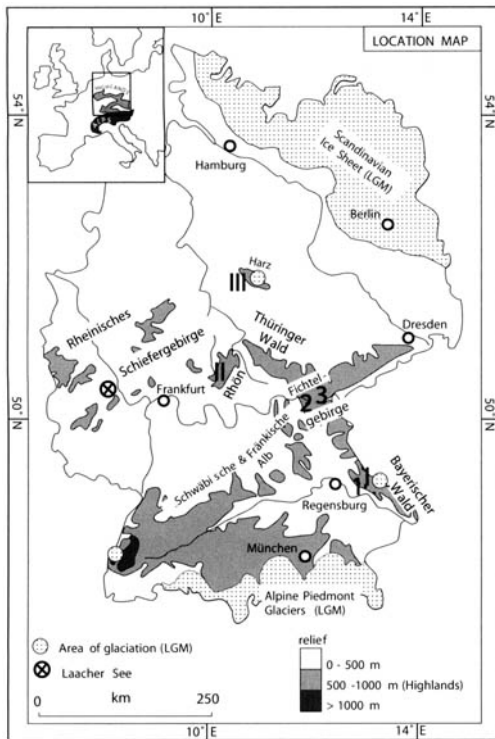 10°E 14°E
LOCATION MAP
54°N 54°N
Hamburg
Scandinavian
Ice Sheet (LGM)
Berlin
Harz
III
Rheinisches
Schiefergebirge
Thüringer
Wald
Dresden
II
Rhön
Fichtel-
gebirge
2 3
Frankfurt
50°N 50°N
Schwabische & Fränkische
Alb
I
Bayerischer
Wald
Regensburg
München
Alpine Piedmont
Glaciers (LGM)
Area of glaciation (LGM)
Laacher See
0 km 250
relief
0 - 500 m
500 -1000 m (Highlands)
> 1000 m
10°E 14°E